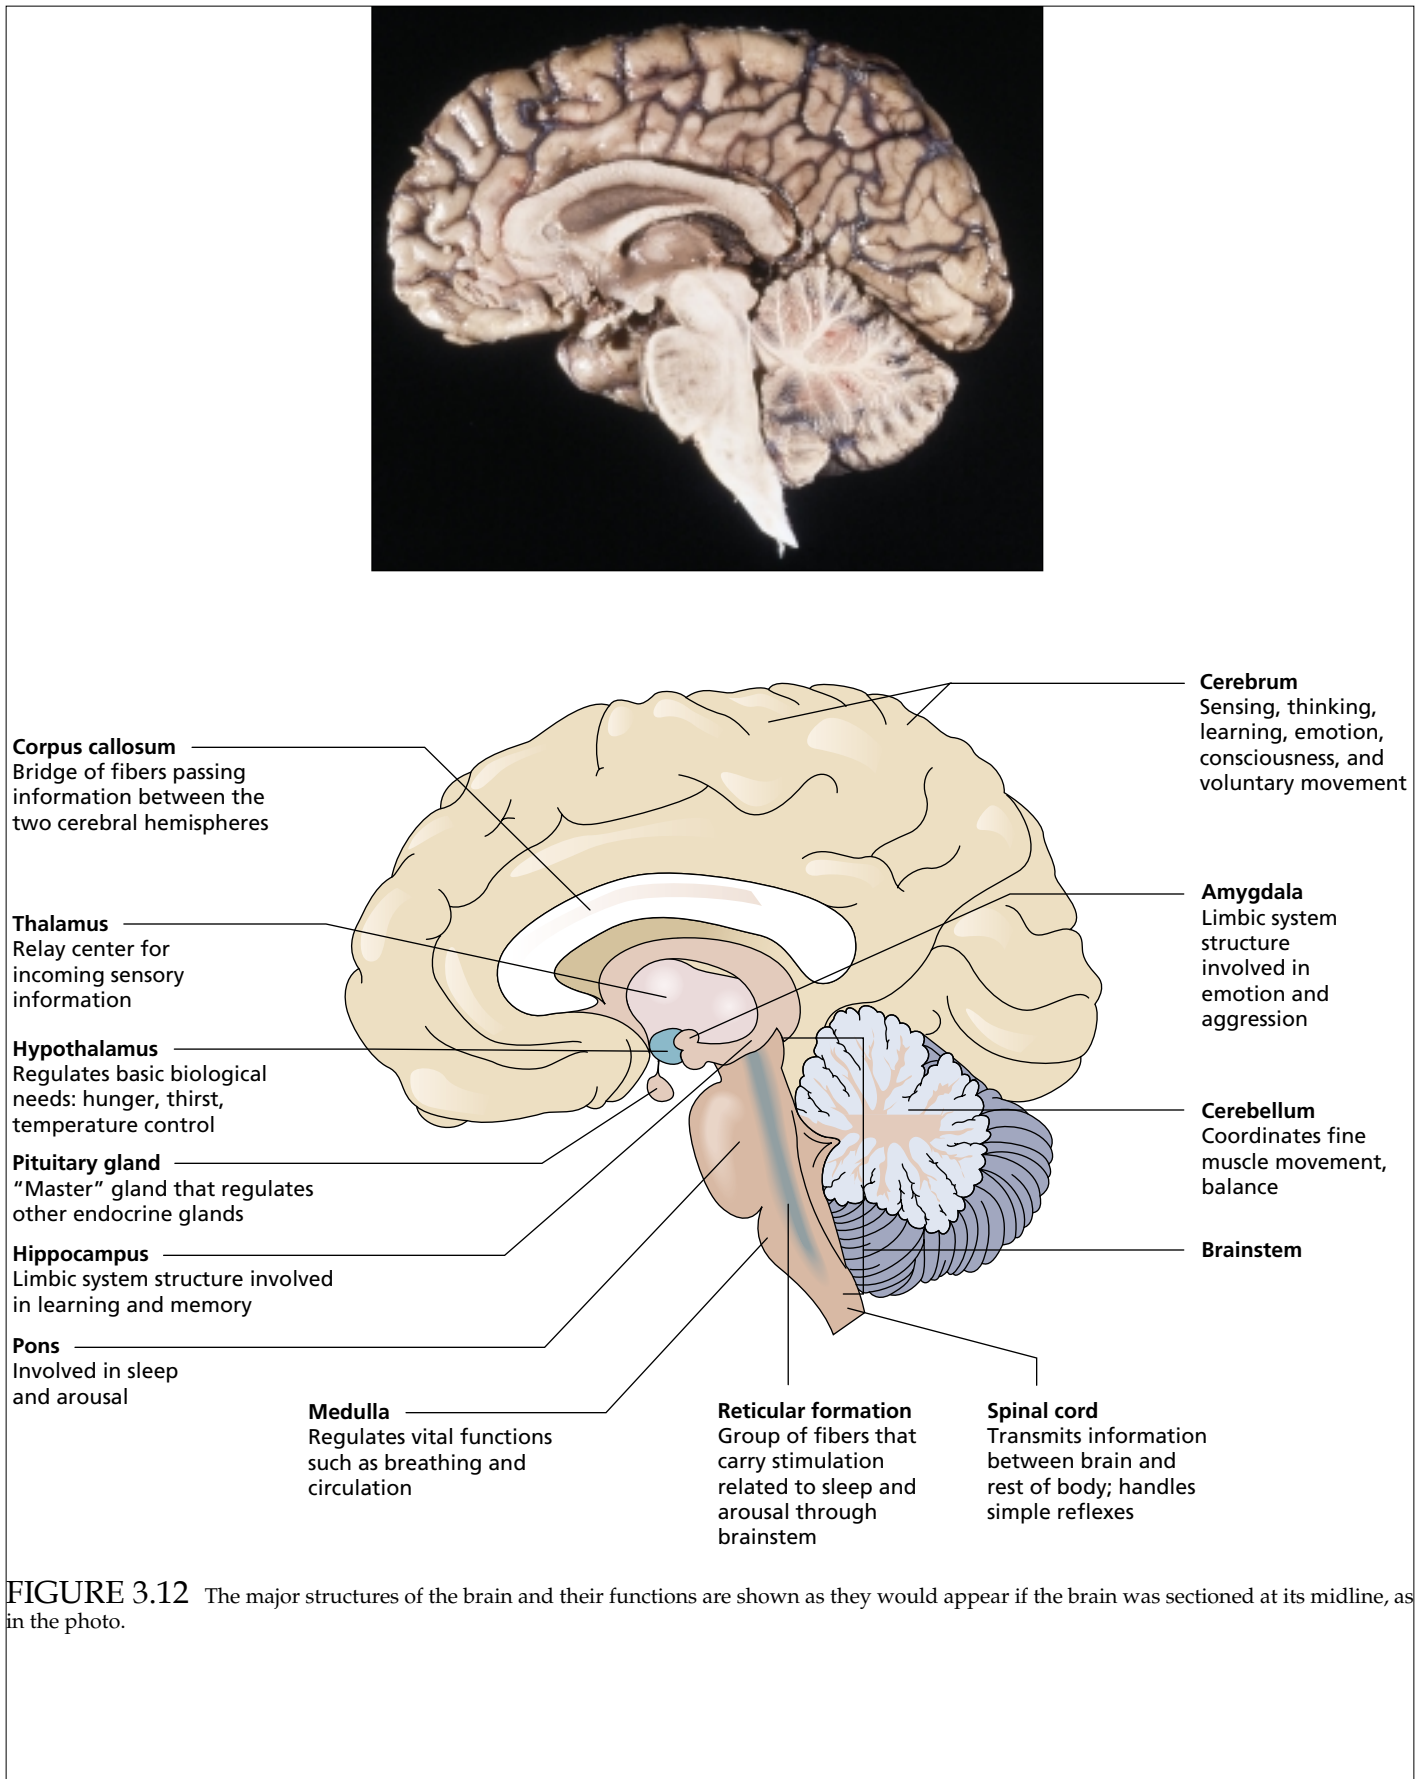 Cerebrum
Sensing, thinking,
learning, emotion,
consciousness, and
voluntary movement
Corpus callosum
Bridge of fibers passing
information between the
two cerebral hemispheres
Amygdala
Limbic system
structure
involved in
emotion and
aggression
Thalamus
Relay center for
incoming sensory
information
Hypothalamus
Regulates basic biological
needs: hunger, thirst,
temperature control
Cerebellum
Coordinates fine
muscle movement,
balance
Pituitary gland
“Master” gland that regulates
other endocrine glands
Hippocampus
Limbic system structure involved
in learning and memory
Brainstem
Pons
Involved in sleep
and arousal
Medulla
Regulates vital functions
such as breathing and
circulation
Reticular formation
Group of fibers that
carry stimulation
related to sleep and
arousal through
brainstem
Spinal cord
Transmits information
between brain and
rest of body; handles
simple reflexes
FIGURE 3.12 The major structures of the brain and their functions are shown as they would appear if the brain was sectioned at its midline, as
in the photo.